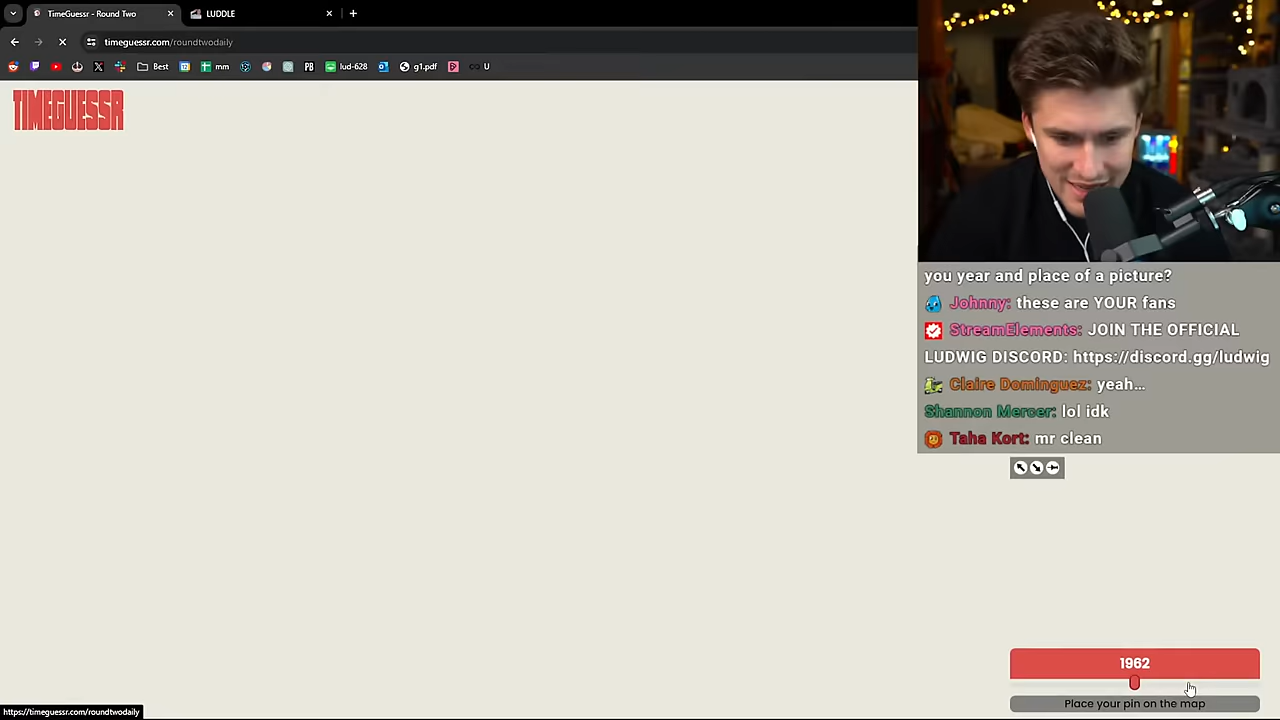 TimeGuessr - Round Two
LUDDLE
timeguessr.com/roundtwodaily
Best
mm
lud-628
g1.pdf
U
TIMEGUESSR
you year and place of a picture?
Johnny: these are YOUR fans
StreamElements: JOIN THE OFFICIAL
LUDWIG DISCORD: https://discord.gg/ludwig
Claire Dominguez: yeah...
Shannon Mercer: lol idk
Taha Kort: mr clean
1962
Place your pin on the map
https://timeguessr.com/roundtwodaily